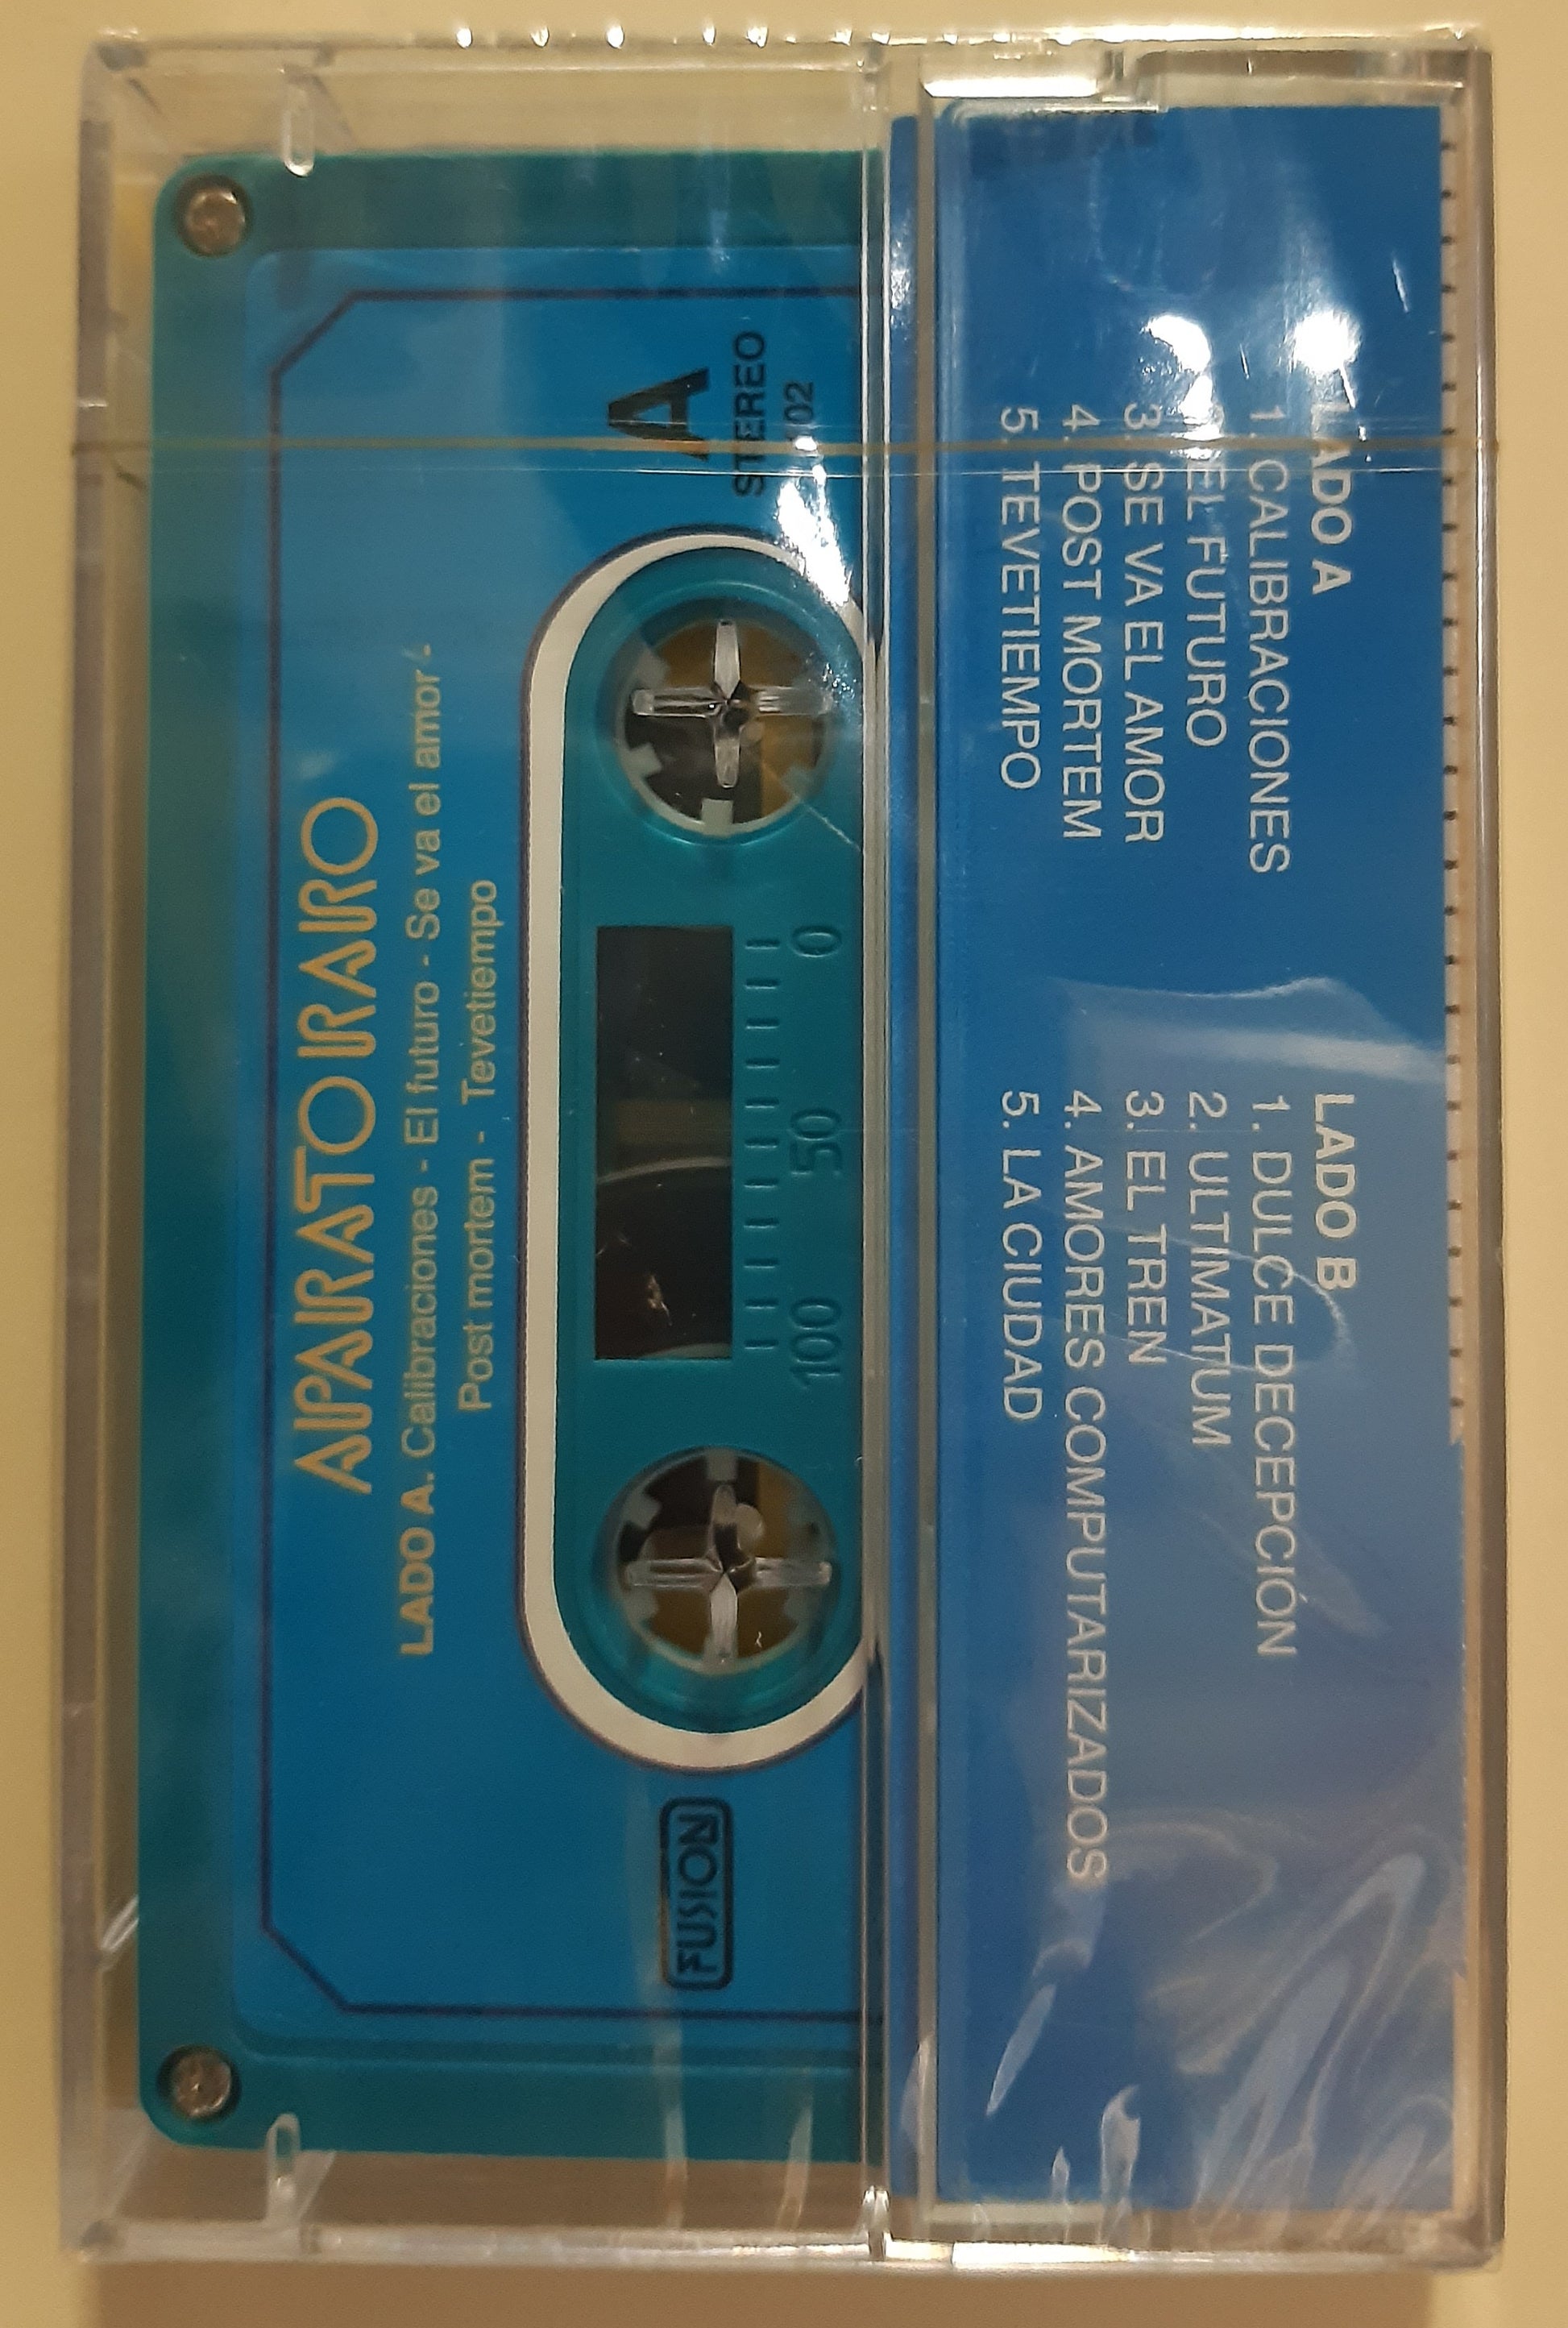 APARATO RARO
LADO A. Calibraciones - El futuro - Se va el amor -
Post mortem - Tevetiempo
A
STEREO
0 50 100
FUSION
LADO A
1. CALIBRACIONES
EL FUTURO
3. SE VA EL AMOR
4. POST MORTEM
5. TEVETIEMPO
LADO B
1. DULCE DECEPCIÓN
2. ULTIMATUM
3. EL TREN
4. AMORES COMPUTARIZADOS
5. LA CIUDAD